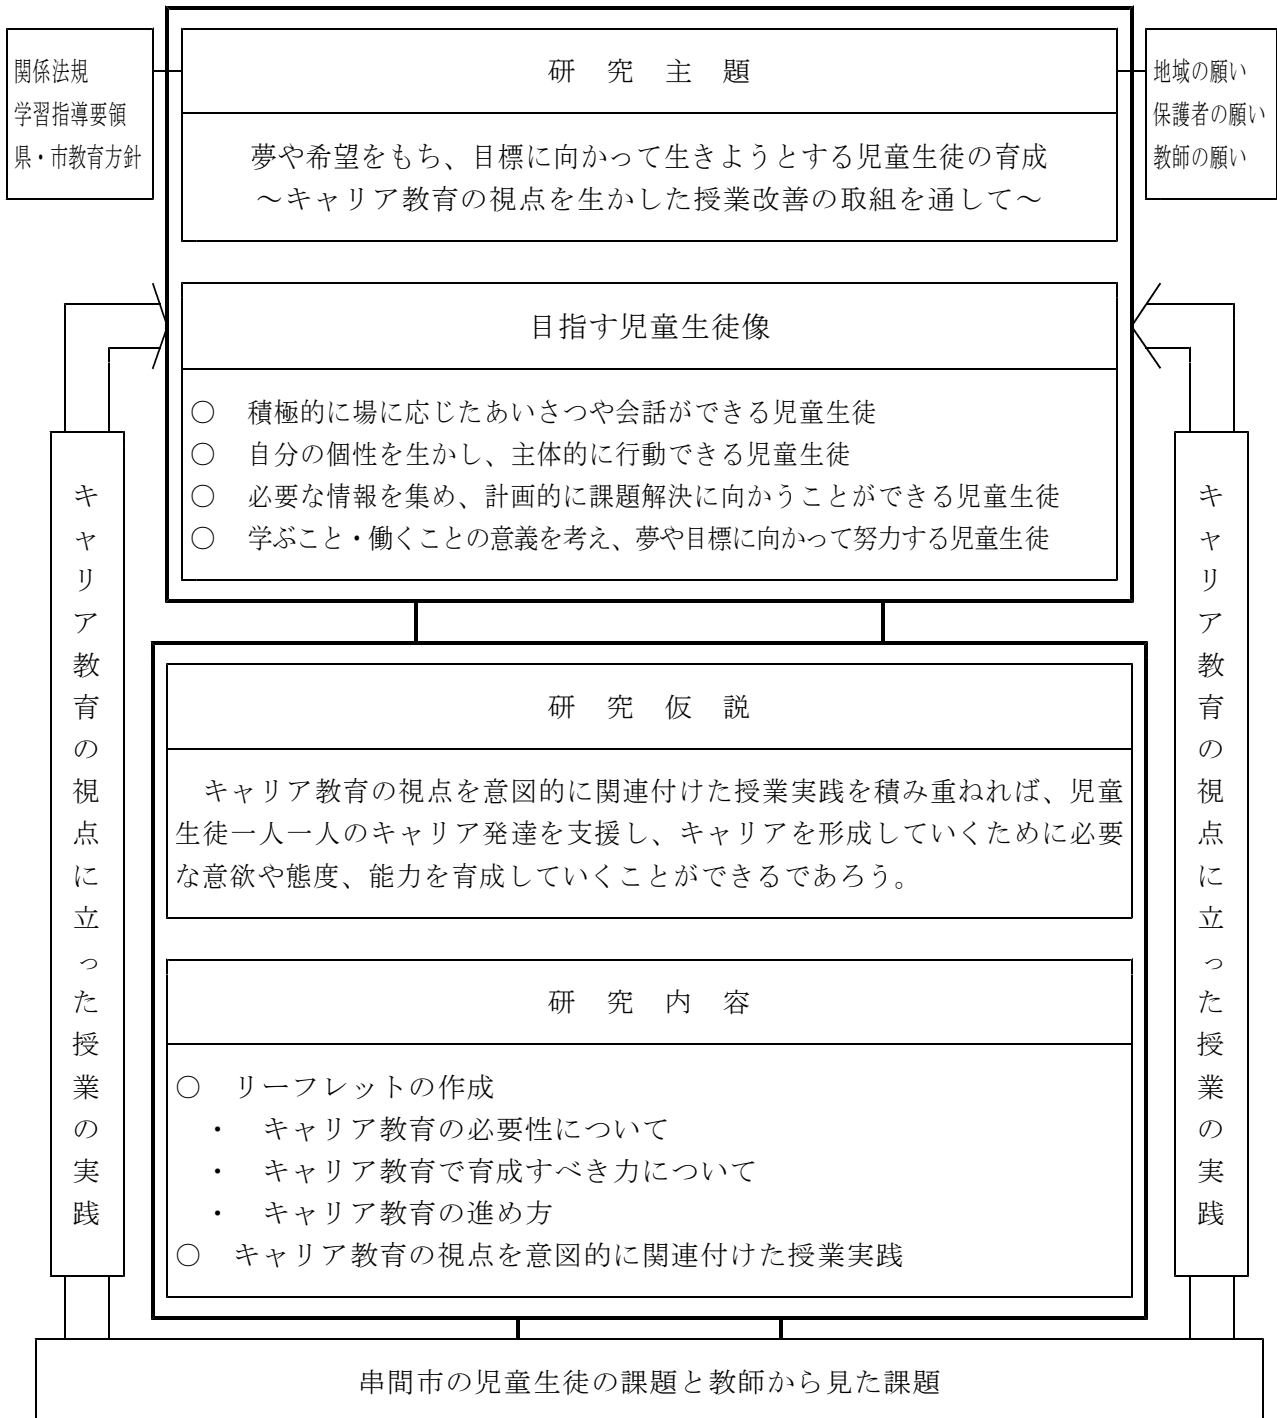 関係法規
学習指導要領
県・市教育方針
研究主題
夢や希望をもち、目標に向かって生きようとする児童生徒の育成
～キャリア教育の視点を生かした授業改善の取組を通して～
地域の願い
保護者の願い
教師の願い
目指す児童生徒像
○　積極的に場に応じたあいさつや会話ができる児童生徒
○　自分の個性を生かし、主体的に行動できる児童生徒
○　必要な情報を集め、計画的に課題解決に向かうことができる児童生徒
○　学ぶこと・働くことの意義を考え、夢や目標に向かって努力する児童生徒
キャリア教育の視点に立った授業の実践
キャリア教育の視点に立った授業の実践
研究仮説
キャリア教育の視点を意図的に関連付けた授業実践を積み重ねれば、児童
生徒一人一人のキャリア発達を支援し、キャリアを形成していくために必要
な意欲や態度、能力を育成していくことができるであろう。
研究内容
○　リーフレットの作成
・　キャリア教育の必要性について
・　キャリア教育で育成すべき力について
・　キャリア教育の進め方
○　キャリア教育の視点を意図的に関連付けた授業実践
串間市の児童生徒の課題と教師から見た課題